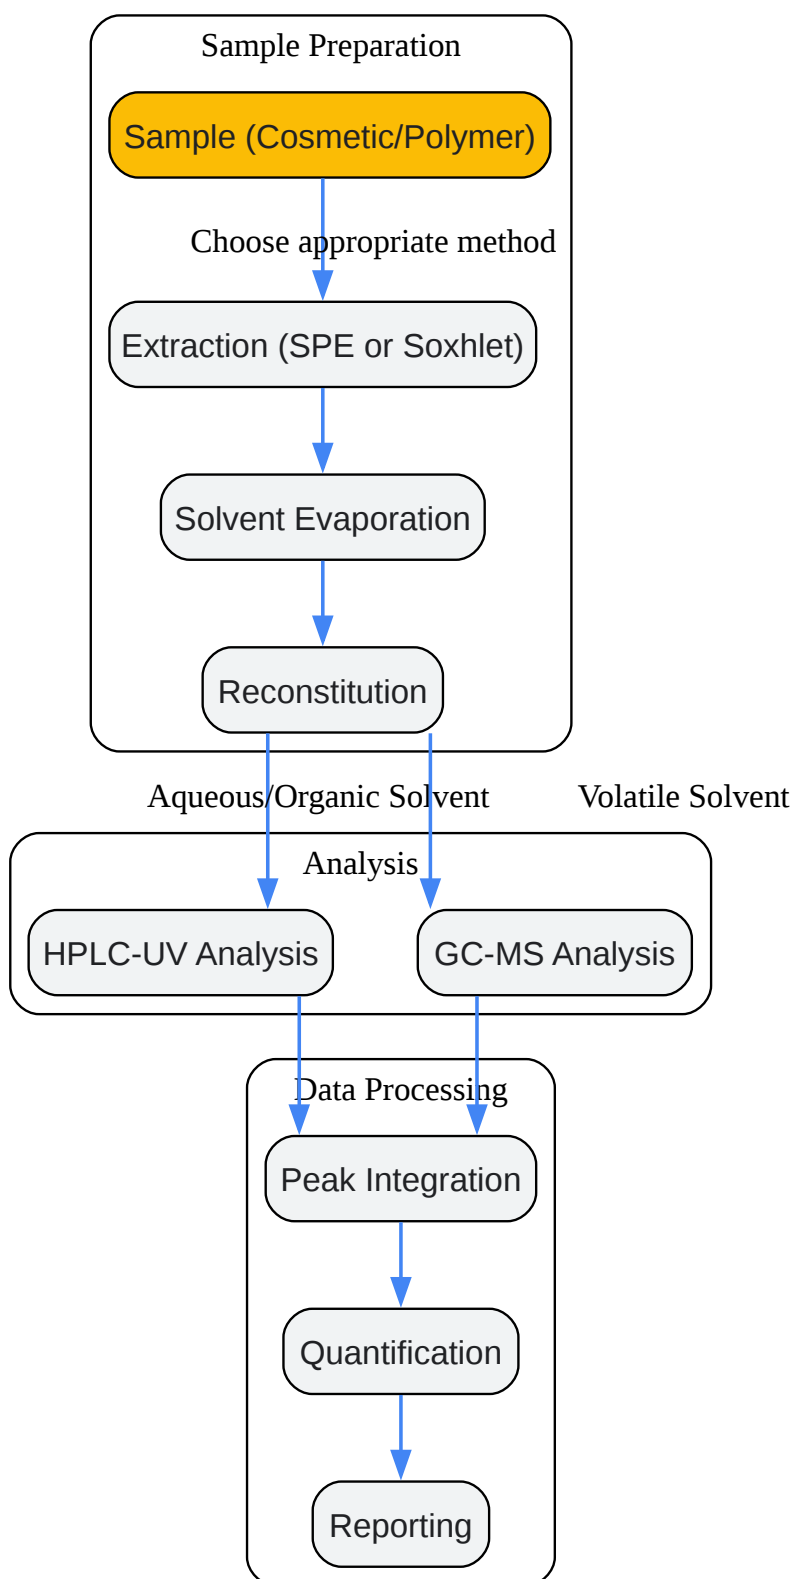 Sample Preparation
Sample (Cosmetic/Polymer)
Choose appropriate method
Extraction (SPE or Soxhlet)
Solvent Evaporation
Reconstitution
Aqueous/Organic Solvent
Volatile Solvent
Analysis
HPLC-UV Analysis
GC-MS Analysis
Data Processing
Peak Integration
Quantification
Reporting